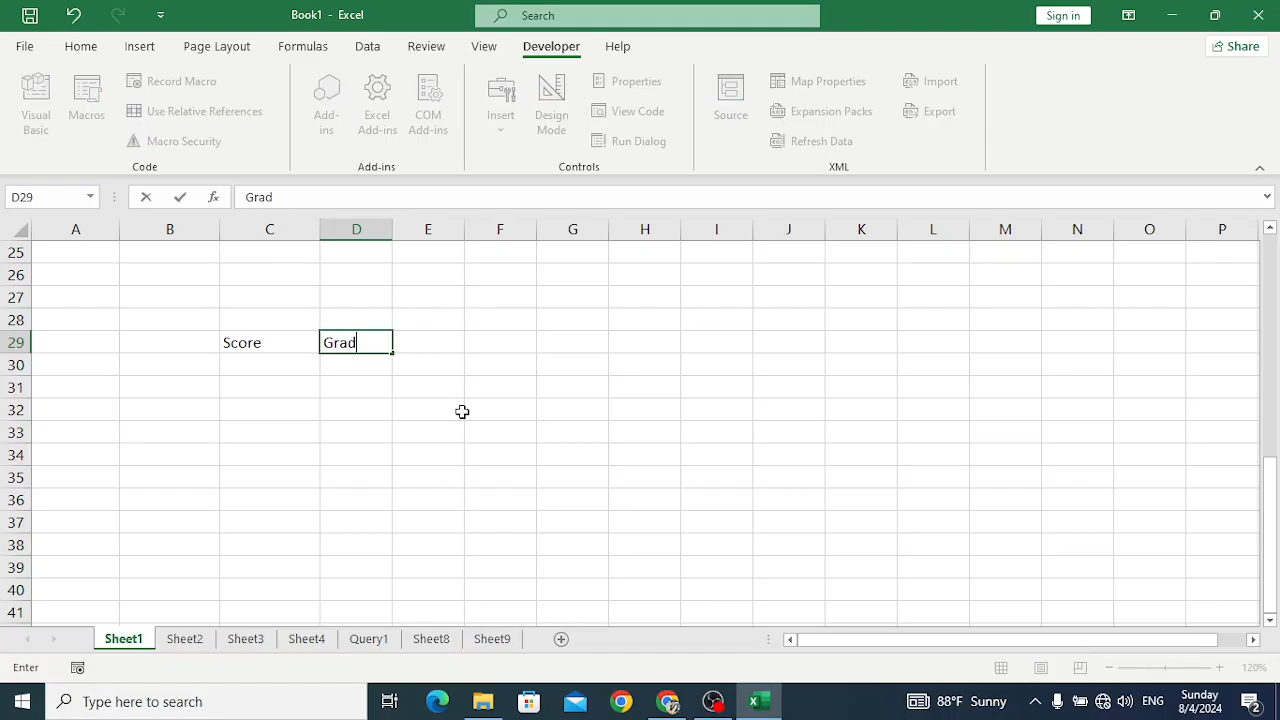 Book1 - Excel
Search
Sign in
File Home Insert Page Layout Formulas Data Review View Developer Help
Share
Visual Basic
Macros
Record Macro
Use Relative References
Macro Security
Code
Add-ins
Excel Add-ins
COM Add-ins
Add-ins
Insert
Design Mode
Properties
View Code
Run Dialog
Controls
Source
Map Properties
Expansion Packs
Refresh Data
Import
Export
XML
D29
fx
Grad
A B C D E F G H I J K L M N O P
25
26
27
28
29 Score Grad
30
31
32
33
34
35
36
37
38
39
40
41
Sheet1 Sheet2 Sheet3 Sheet4 Query1 Sheet8 Sheet9
Enter
120%
Type here to search
88°F Sunny
ENG
Sunday
8/4/2024
2